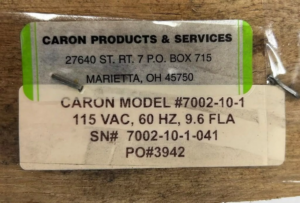 CARON PRODUCTS & SERVICES
27640 ST. RT. 7 P.O. BOX 715
MARIETTA, OH 45750
CARON MODEL #7002-10-1
115 VAC, 60 HZ, 9.6 FLA
SN# 7002-10-1-041
PO#3942